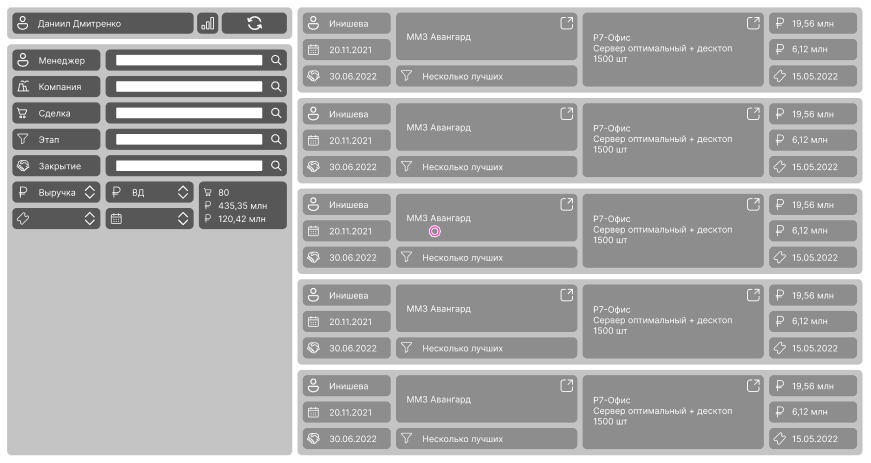 Даниил Дмитренко
Менеджер
Компания
Сделка
Этап
Закрытие
Выручка
ВД
80
435,35 млн
120,42 млн
Инишева
20.11.2021
30.06.2022
ММЗ Авангард
Несколько лучших
Р7-Офис
Сервер оптимальный + десктоп
1500 шт
19,56 млн
6,12 млн
15.05.2022
Инишева
20.11.2021
30.06.2022
ММЗ Авангард
Несколько лучших
Р7-Офис
Сервер оптимальный + десктоп
1500 шт
19,56 млн
6,12 млн
15.05.2022
Инишева
20.11.2021
30.06.2022
ММЗ Авангард
Несколько лучших
Р7-Офис
Сервер оптимальный + десктоп
1500 шт
19,56 млн
6,12 млн
15.05.2022
Инишева
20.11.2021
30.06.2022
ММЗ Авангард
Несколько лучших
Р7-Офис
Сервер оптимальный + десктоп
1500 шт
19,56 млн
6,12 млн
15.05.2022
Инишева
20.11.2021
30.06.2022
ММЗ Авангард
Несколько лучших
Р7-Офис
Сервер оптимальный + десктоп
1500 шт
19,56 млн
6,12 млн
15.05.2022